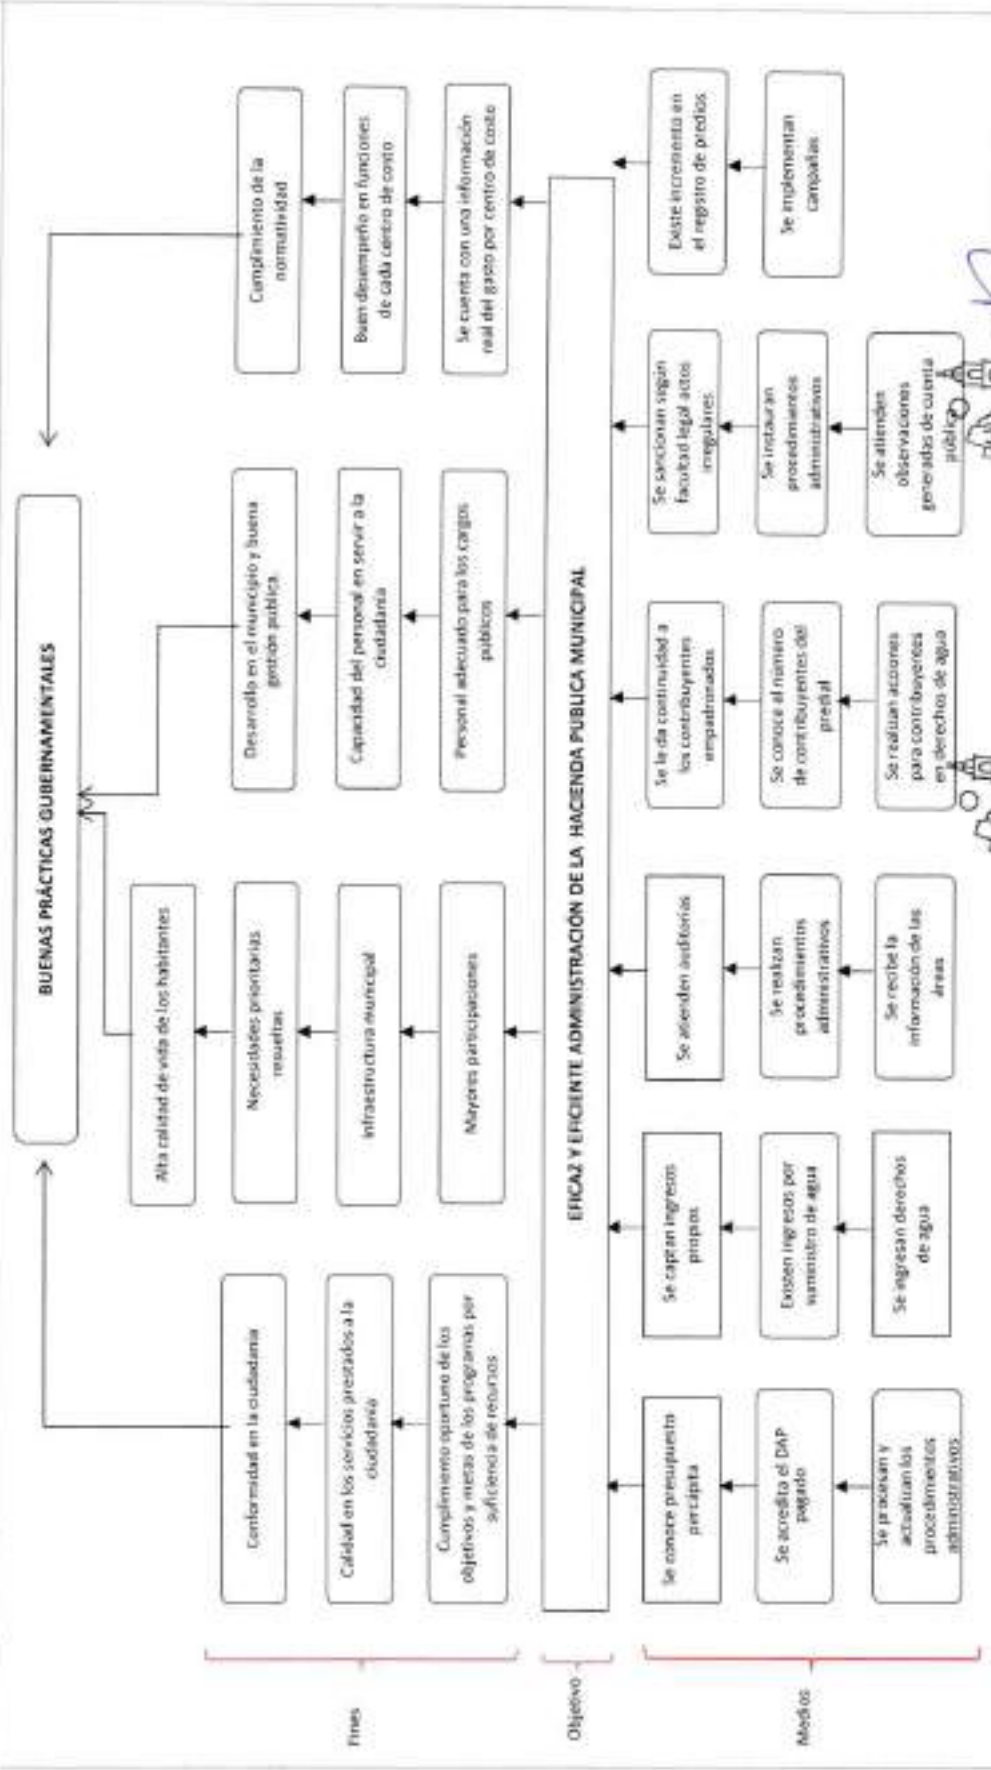 BUENAS PRÁCTICAS GUBERNAMENTALES
Alta calidad de vida de los habitantes
Conformidad en la ciudadanía
Necesidades prioritarias
resueltas
Desarrollo en el municipio y buena
gestión publica
Cumplimiento de la
normatividad
Fines
Calidad en los servicios prestados a la
ciudadanía
Infraestructura municipal
Capacidad del personal en servir a la
ciudadanía
Buen desempeño en funciones
de cada centro de costo
Cumplimiento oportuno de los
objetivos y metas de los programas por
suficiencia de recursos
Mayores participaciones
Personal adecuado para los cargos
públicos
Se cuenta con una información
real del gasto por centro de costo
Objetivo
EFICAZ Y EFICIENTE ADMINISTRACIÓN DE LA HACIENDA PUBLICA MUNICIPAL
Se conoce presupuesto
percápita
Se captan ingresos
propios
Se atienden auditorias
Se le da continuidad a
los contribuyentes
empadronados
Se sancionan según
facultad legal actos
irregulares
Existe incremento en
el registro de predios
Medios
Se acredita el DAP
pagado
Existen ingresos por
suministro de agua
Se realizan
procedimientos
administrativos
Se conoce al número
de contribuyentes del
predial
Se instauran
procedimientos
administrativos
Se implementan
campañas
Se procesan y
actualizan los
procedimientos
administrativos
Se ingresan derechos
de agua
Se recibe la
información de las
áreas
Se realizan acciones
para contribuyentes
en derechos de agua
Se atienden
observaciones
generadas de cuenta
pública